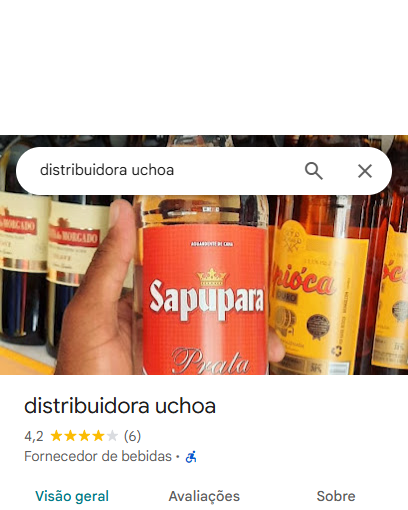 distribuidora uchoa
do MORGADO
AGUARDENTE DE CANA
Sapupara
Prata
distribuidora uchoa
4,2 (6)
Fornecedor de bebidas ·
Visão geral Avaliações Sobre